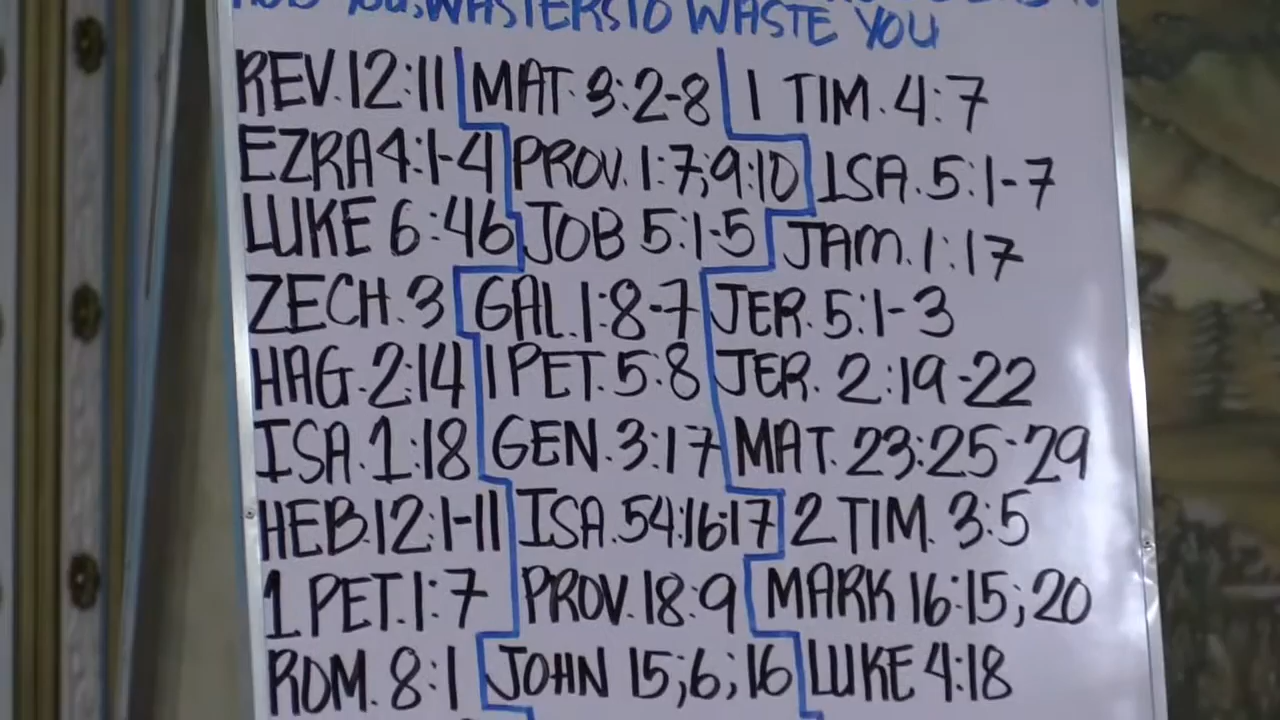 YOU, WASTERS TO WASTE YOU
REV. 12:11 MAT. 3:2-8 1 TIM. 4:7
EZRA 4:1-4 PROV. 1:7;9:10 ISA. 5:1-7
LUKE 6:46 JOB 5:1-5 JAM. 1:17
ZECH. 3 GAL. 1:8-7 JER. 5:1-3
HAG. 2:14 1 PET. 5:8 JER. 2:19-22
ISA. 1:18 GEN. 3:17 MAT. 23:25-29
HEB. 12:1-11 ISA. 54:16-17 2 TIM. 3:5
1 PET. 1:7 PROV. 18:9 MARK 16:15;20
ROM. 8:1 JOHN 15;6;16 LUKE 4:18